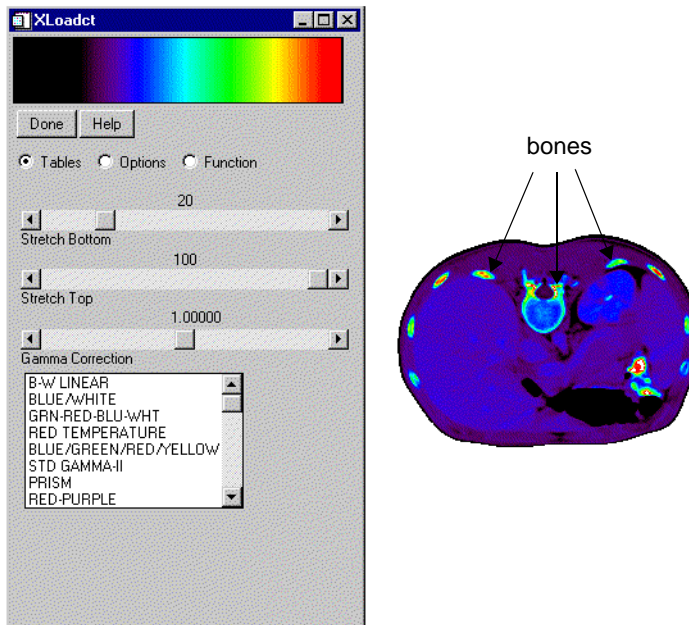 XLoadct
Done Help
Tables Options Function
20
Stretch Bottom
100
Stretch Top
1.00000
Gamma Correction
B-W LINEAR
BLUE/WHITE
GRN-RED-BLU-WHT
RED TEMPERATURE
BLUE/GREEN/RED/YELLOW
STD GAMMA-II
PRISM
RED-PURPLE
bones